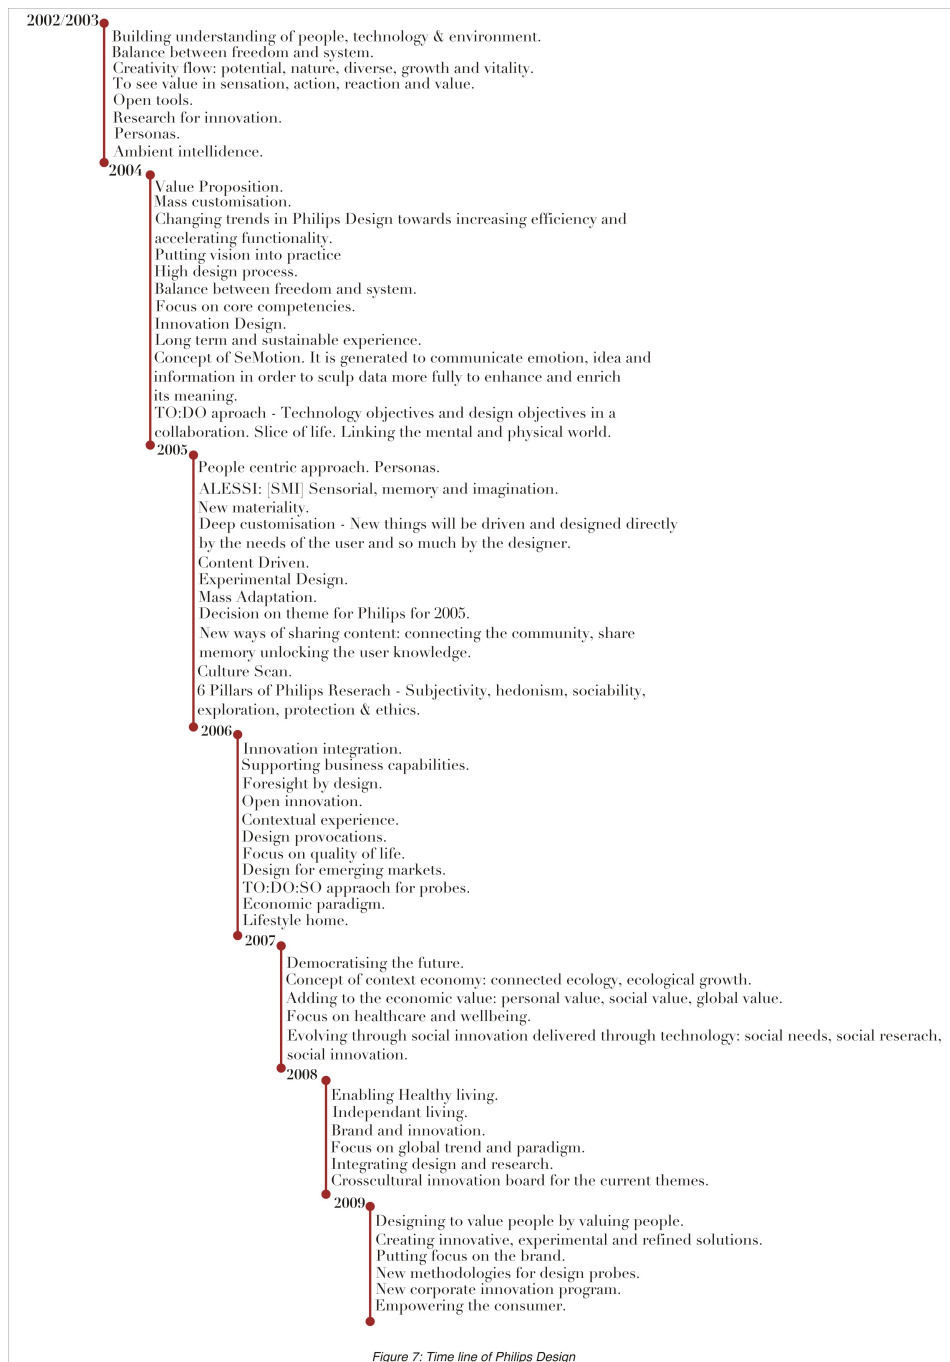 2002/2003
Building understanding of people, technology & environment.
Balance between freedom and system.
Creativity flow: potential, nature, diverse, growth and vitality.
To see value in sensation, action, reaction and value.
Open tools.
Research for innovation.
Personas.
Ambient intellidence.
2004
Value Proposition.
Mass customisation.
Changing trends in Philips Design towards increasing efficiency and
accelerating functionality.
Putting vision into practice
High design process.
Balance between freedom and system.
Focus on core competencies.
Innovation Design.
Long term and sustainable experience.
Concept of SeMotion. It is generated to communicate emotion, idea and
information in order to sculp data more fully to enhance and enrich
its meaning.
TO:DO aproach - Technology objectives and design objectives in a
collaboration. Slice of life. Linking the mental and physical world.
2005
People centric approach. Personas.
ALESSI: [SMI] Sensorial, memory and imagination.
New materiality.
Deep customisation - New things will be driven and designed directly
by the needs of the user and so much by the designer.
Content Driven.
Experimental Design.
Mass Adaptation.
Decision on theme for Philips for 2005.
New ways of sharing content: connecting the community, share
memory unlocking the user knowledge.
Culture Scan.
6 Pillars of Philips Reserach - Subjectivity, hedonism, sociability,
exploration, protection & ethics.
2006
Innovation integration.
Supporting business capabilities.
Foresight by design.
Open innovation.
Contextual experience.
Design provocations.
Focus on quality of life.
Design for emerging markets.
TO:DO:SO appraoch for probes.
Economic paradigm.
Lifestyle home.
2007
Democratising the future.
Concept of context economy: connected ecology, ecological growth.
Adding to the economic value: personal value, social value, global value.
Focus on healthcare and wellbeing.
Evolving through social innovation delivered through technology: social needs, social reserach,
social innovation.
2008
Enabling Healthy living.
Independant living.
Brand and innovation.
Focus on global trend and paradigm.
Integrating design and research.
Crosscultural innovation board for the current themes.
2009
Designing to value people by valuing people.
Creating innovative, experimental and refined solutions.
Putting focus on the brand.
New methodologies for design probes.
New corporate innovation program.
Empowering the consumer.
Figure 7: Time line of Philips Design